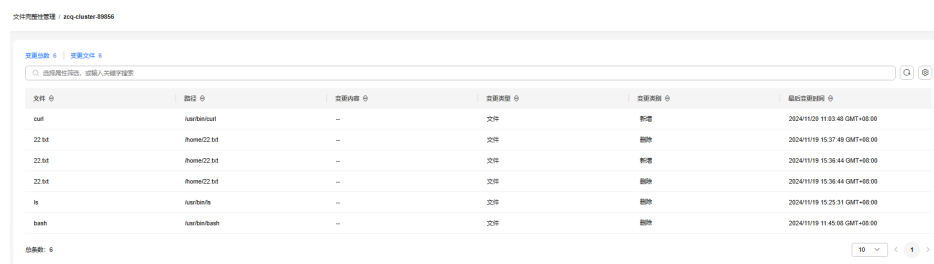 文件完整性管理 / zcq-cluster-89856
变更总数 6 | 变更文件 6
选择属性筛选，或输入关键字搜索
文件 路径 变更内容 变更类型 变更类别 最后变更时间
curl /usr/bin/curl -- 文件 新增 2024/11/20 11:03:48 GMT+08:00
22.txt /home/22.txt -- 文件 删除 2024/11/19 15:37:49 GMT+08:00
22.txt /home/22.txt -- 文件 新增 2024/11/19 15:36:44 GMT+08:00
22.txt /home/22.txt -- 文件 删除 2024/11/19 15:36:44 GMT+08:00
ls /usr/bin/ls -- 文件 删除 2024/11/19 15:25:31 GMT+08:00
bash /usr/bin/bash -- 文件 删除 2024/11/19 11:45:08 GMT+08:00
总条数: 6 10 < 1 >